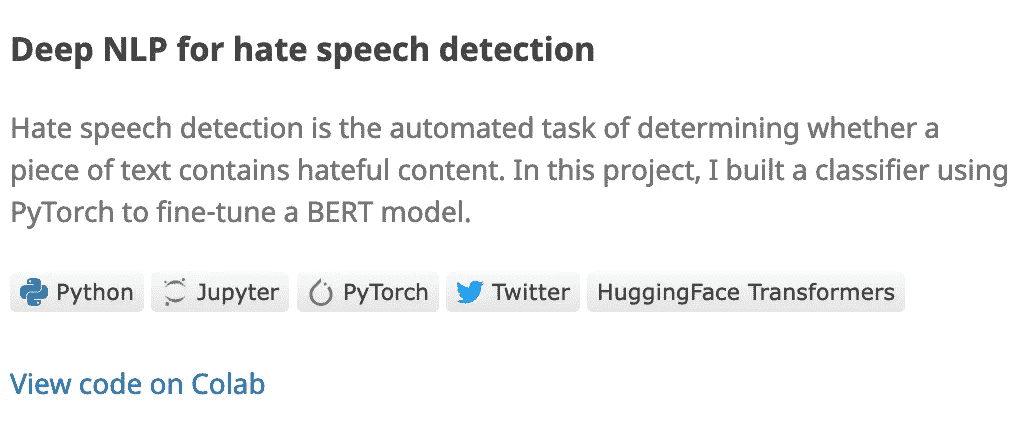 Deep NLP for hate speech detection
Hate speech detection is the automated task of determining whether a
piece of text contains hateful content. In this project, I built a classifier using
PyTorch to fine-tune a BERT model.
Python Jupyter PyTorch Twitter HuggingFace Transformers
View code on Colab